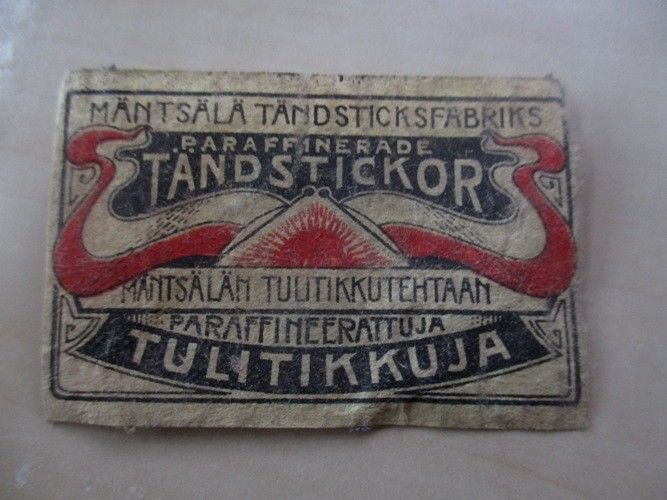 MÄNTSÄLÄ TÄNDSTICKSFABRIKS
PARAFFINERADE
TÄNDSTICKOR
MÄNTSÄLÄN TULITIKKUTEHTAAN
PARAFFINEERATTUJA
TULITIKKUJA